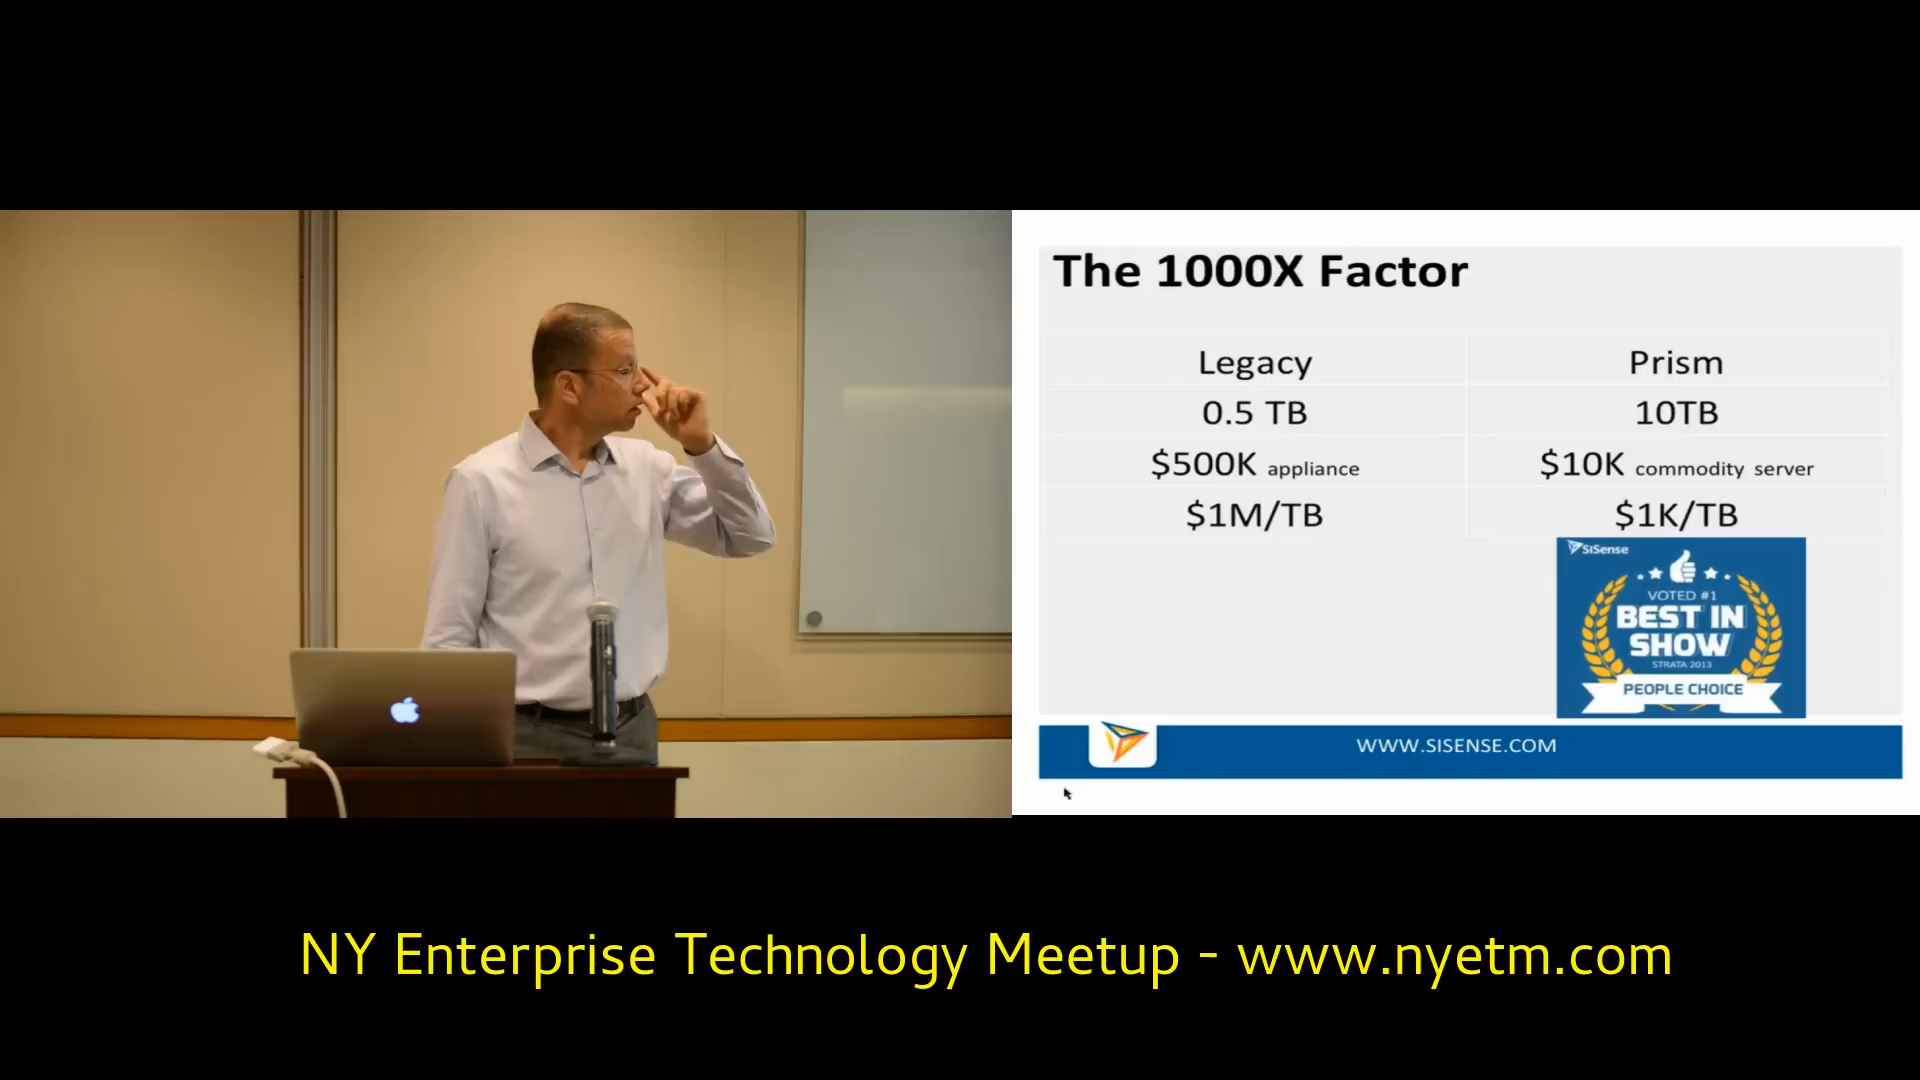 The 1000X Factor
Legacy Prism
0.5 TB 10TB
$500K appliance $10K commodity server
$1M/TB $1K/TB
SiSense
VOTED #1
BEST IN
SHOW
STRATA 2013
PEOPLE CHOICE
WWW.SISENSE.COM
NY Enterprise Technology Meetup - www.nyetm.com